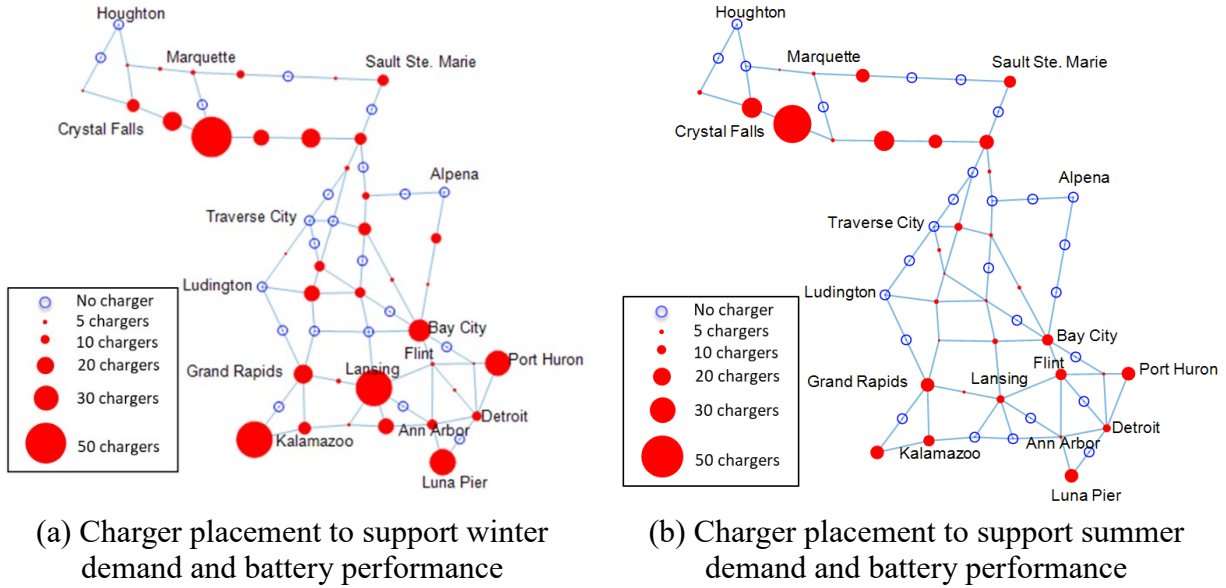 Houghton
Marquette
Sault Ste. Marie
Crystal Falls
Alpena
Traverse City
Ludington
No charger
5 chargers
10 chargers
20 chargers
30 chargers
50 chargers
Bay City
Flint
Port Huron
Grand Rapids
Lansing
Detroit
Kalamazoo
Ann Arbor
Luna Pier
(a) Charger placement to support winter
demand and battery performance
Houghton
Marquette
Sault Ste. Marie
Crystal Falls
Alpena
Traverse City
Ludington
No charger
5 chargers
10 chargers
20 chargers
30 chargers
50 chargers
Bay City
Flint
Port Huron
Grand Rapids
Lansing
Detroit
Kalamazoo
Ann Arbor
Luna Pier
(b) Charger placement to support summer
demand and battery performance